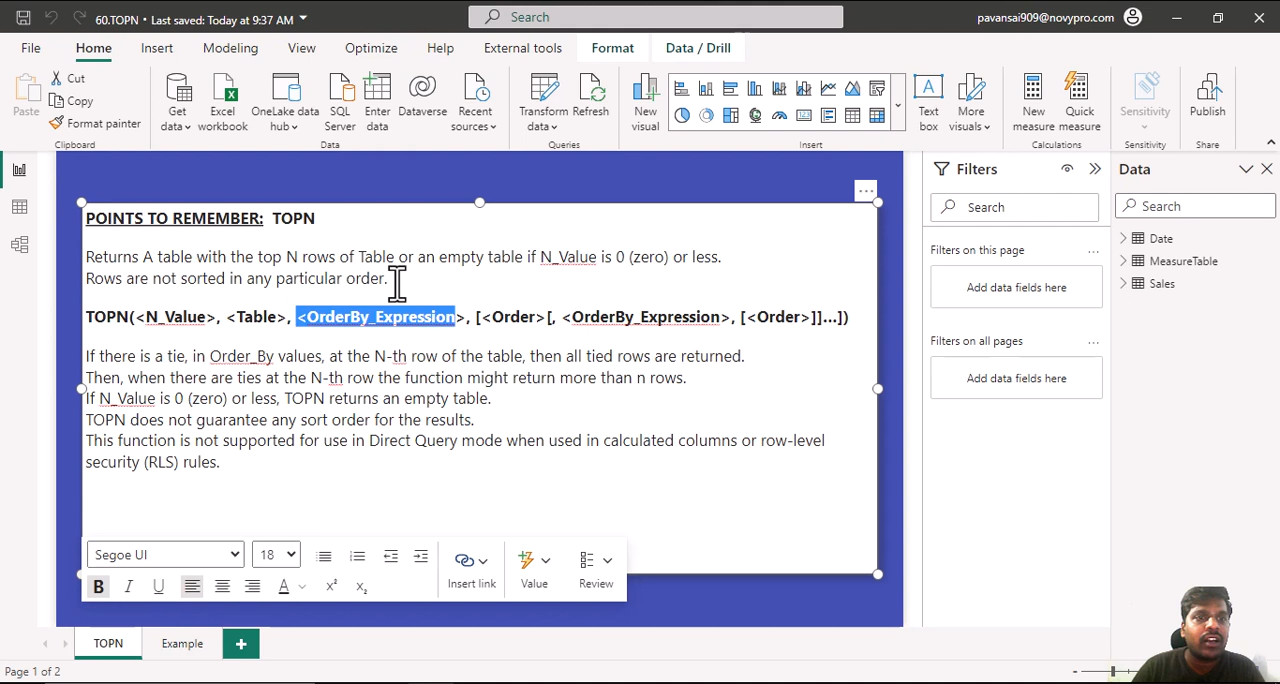 60.TOPN • Last saved: Today at 9:37 AM
Search
pavansai909@novypro.com
File
Home
Insert
Modeling
View
Optimize
Help
External tools
Format
Data / Drill
Paste
Cut
Copy
Format painter
Clipboard
Get data
Excel workbook
OneLake data hub
SQL Server
Enter data
Dataverse
Recent sources
Data
Transform data
Refresh
Queries
New visual
Text box
More visuals
Insert
New measure
Quick measure
Calculations
Sensitivity
Sensitivity
Publish
Share
POINTS TO REMEMBER: TOPN
Returns A table with the top N rows of Table or an empty table if N_Value is 0 (zero) or less.
Rows are not sorted in any particular order.
TOPN(<N_Value>, <Table>, <OrderBy_Expression>, [<Order>[, <OrderBy_Expression>, [<Order>]]...])
If there is a tie, in Order_By values, at the N-th row of the table, then all tied rows are returned.
Then, when there are ties at the N-th row the function might return more than n rows.
If N_Value is 0 (zero) or less, TOPN returns an empty table.
TOPN does not guarantee any sort order for the results.
This function is not supported for use in Direct Query mode when used in calculated columns or row-level
security (RLS) rules.
Segoe UI
18
Insert link
Value
Review
B I U A x² x₂
Filters
Search
Filters on this page
Add data fields here
Filters on all pages
Add data fields here
Data
Search
Date
MeasureTable
Sales
TOPN
Example
Page 1 of 2